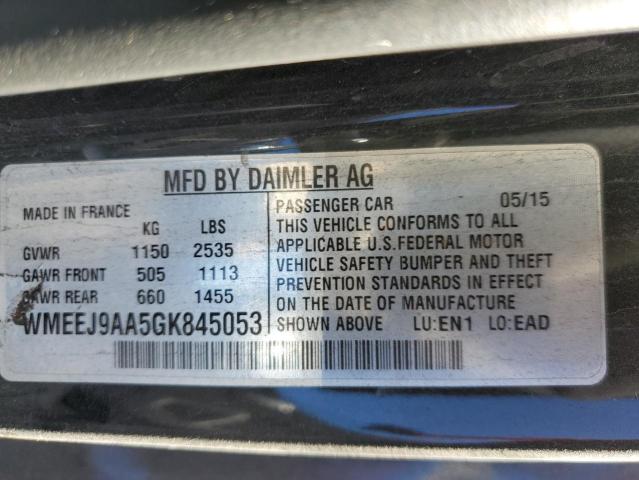 MFD BY DAIMLER AG
MADE IN FRANCE
KG LBS
GVWR 1150 2535
GAWR FRONT 505 1113
GAWR REAR 660 1455
WMEEJ9AA5GK845053
PASSENGER CAR 05/15
THIS VEHICLE CONFORMS TO ALL
APPLICABLE U.S.FEDERAL MOTOR
VEHICLE SAFETY BUMPER AND THEFT
PREVENTION STANDARDS IN EFFECT
ON THE DATE OF MANUFACTURE
SHOWN ABOVE LU:EN1 LO:EAD